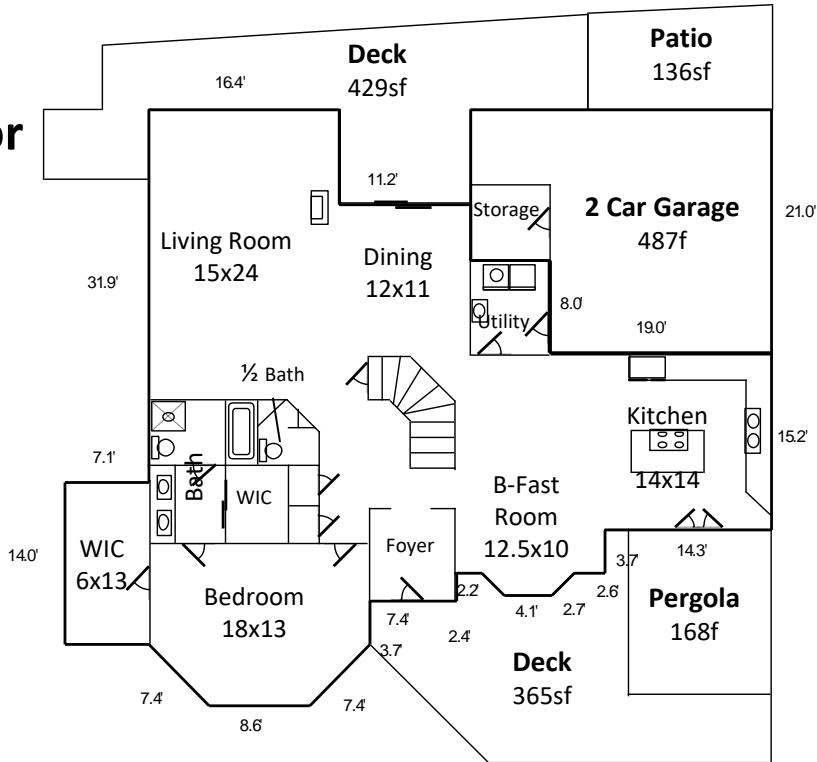 Deck
429sf
Patio
136sf
16.4'
or
11.2'
Storage
2 Car Garage
487f
21.0'
Living Room
15x24
Dining
12x11
31.9'
8.0'
Utility
19.0'
½ Bath
Kitchen
14x14
15.2'
7.1'
Bath
WIC
B-Fast
Room
12.5x10
14.0'
WIC
6x13
Foyer
3.7'
14.3'
Bedroom
18x13
2.2'
4.1'
2.7'
2.6'
Pergola
168f
7.4'
2.4'
3.7'
Deck
365sf
7.4'
8.6'
7.4'